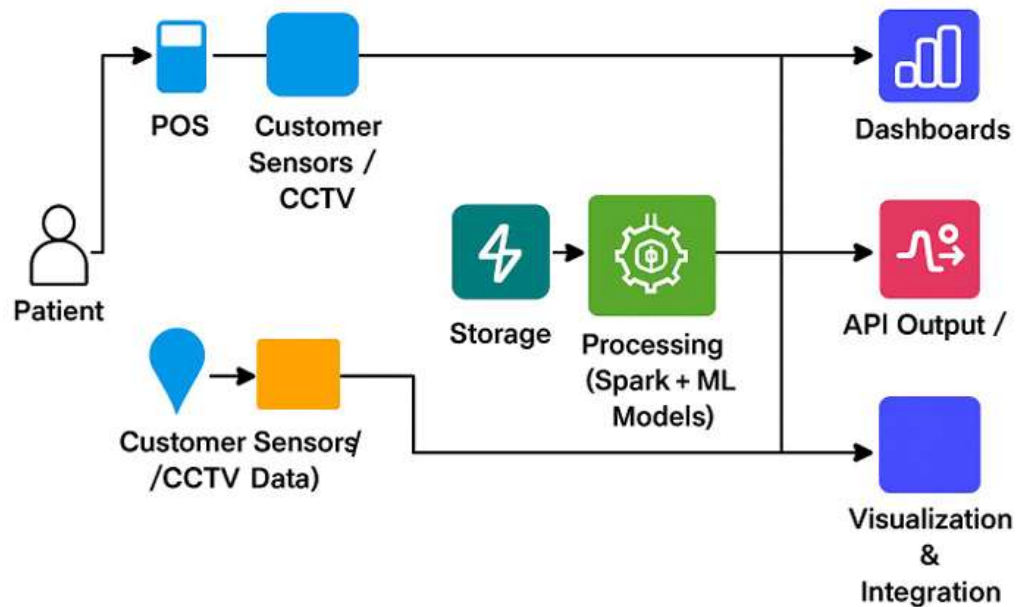 POS
Customer
Sensors /
CCTV
Dashboards
Patient
Storage
Processing
(Spark + ML
Models)
API Output /
Customer Sensors/
/CCTV Data)
Visualization
&
Integration